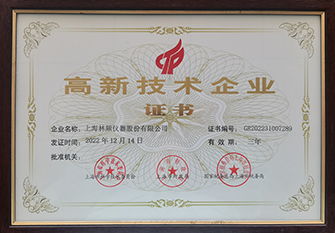 高新技术企业
证书
企业名称:上海林频仪器股份有限公司 证书编号:GR202231007289
发证时间:2022年12月14日 有效期:三年
批准机关: